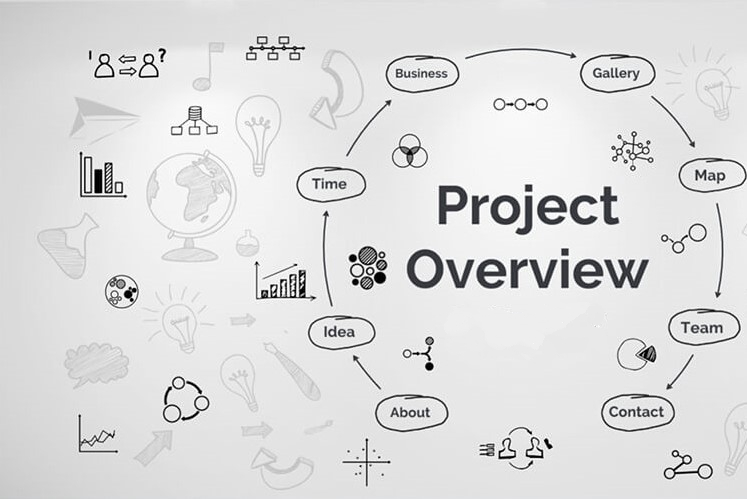 Business
Gallery
Time
Map
Project
Overview
Idea
Team
About
Contact